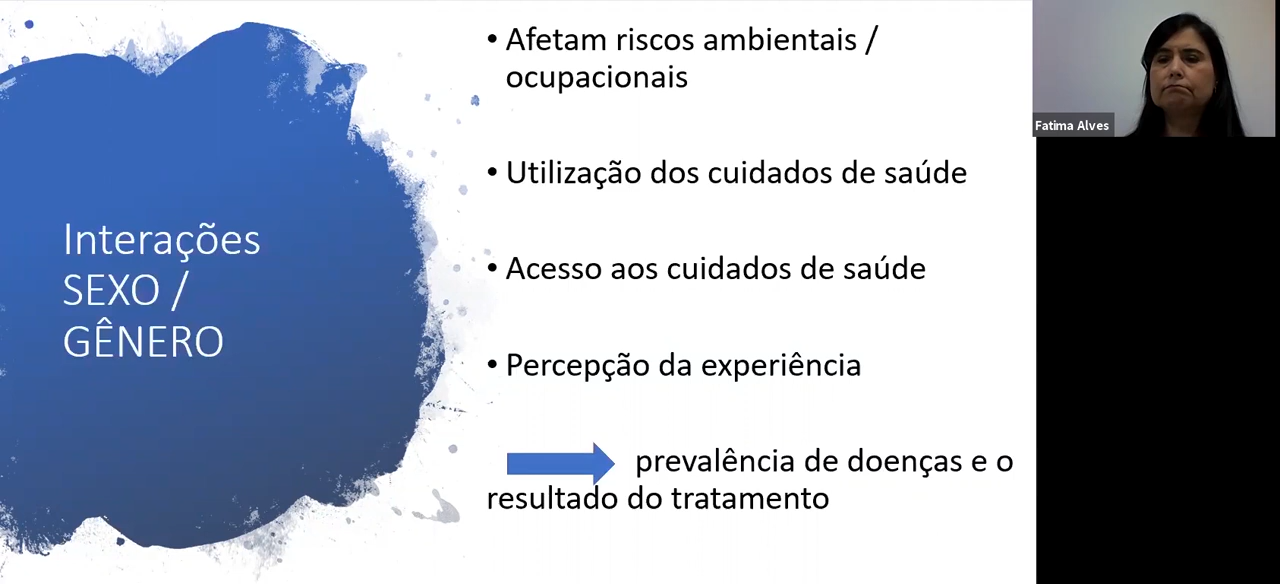 Interações
SEXO /
GÊNERO
• Afetam riscos ambientais /
ocupacionais
• Utilização dos cuidados de saúde
• Acesso aos cuidados de saúde
• Percepção da experiência
prevalência de doenças e o
resultado do tratamento
Fatima Alves